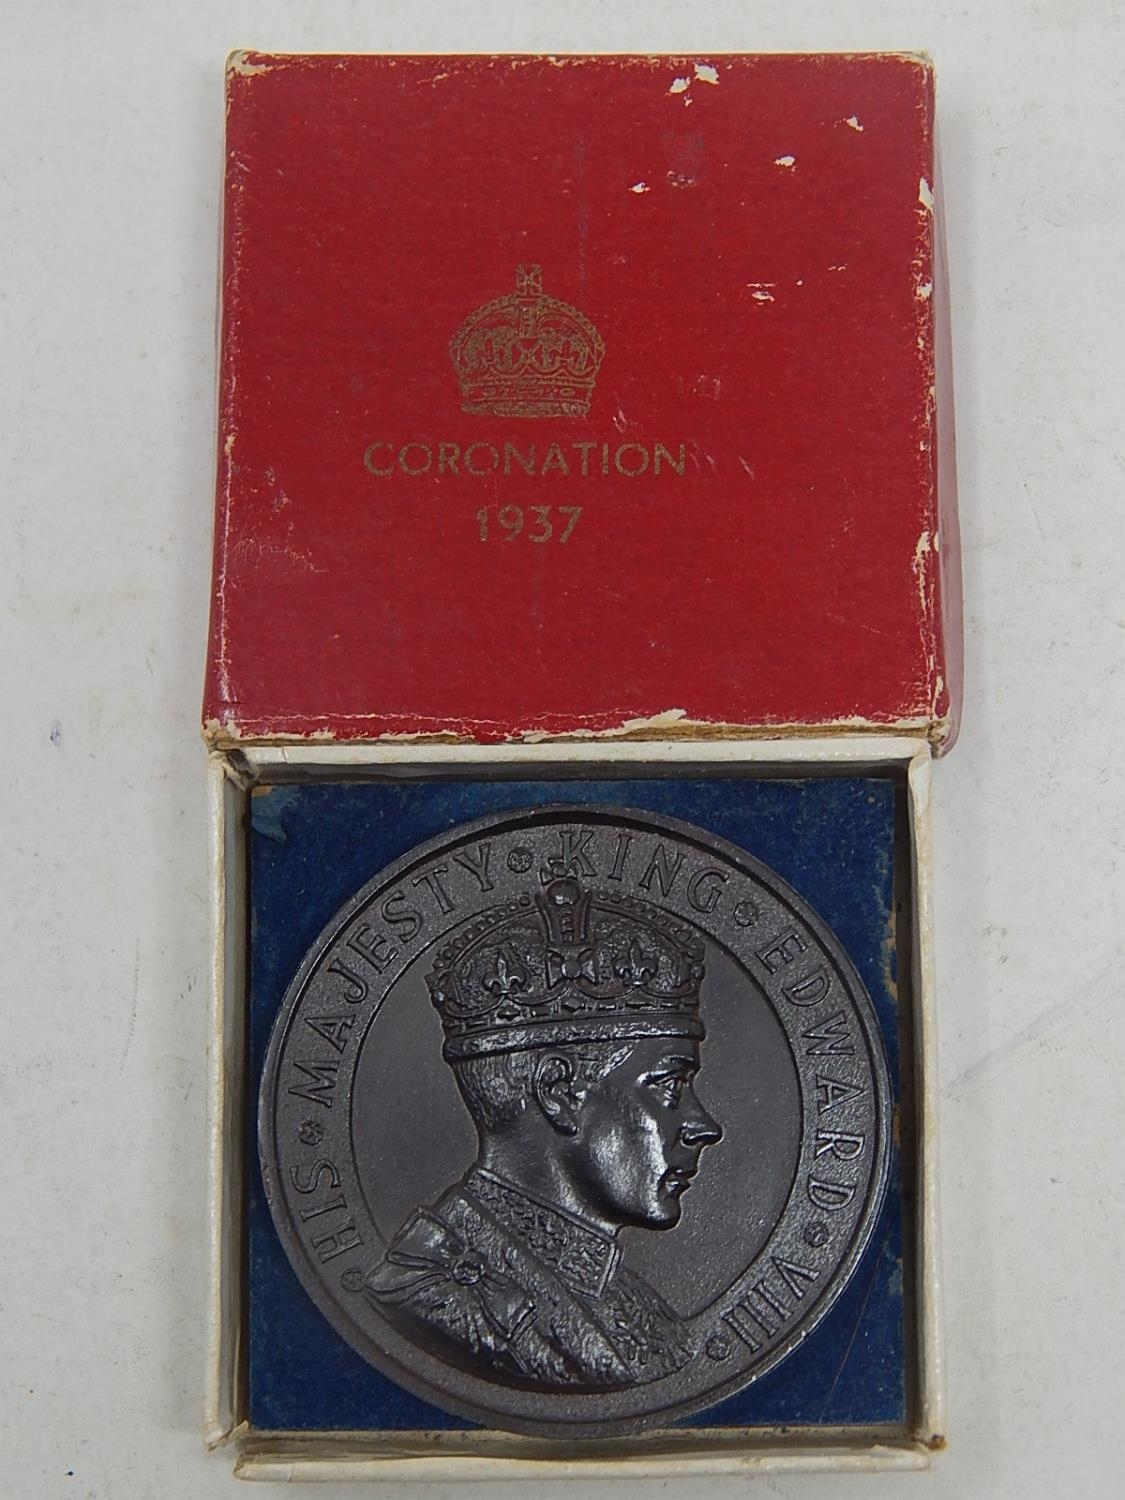 CORONATION
1937
HIS · MAJESTY · KING · EDWARD · VIII